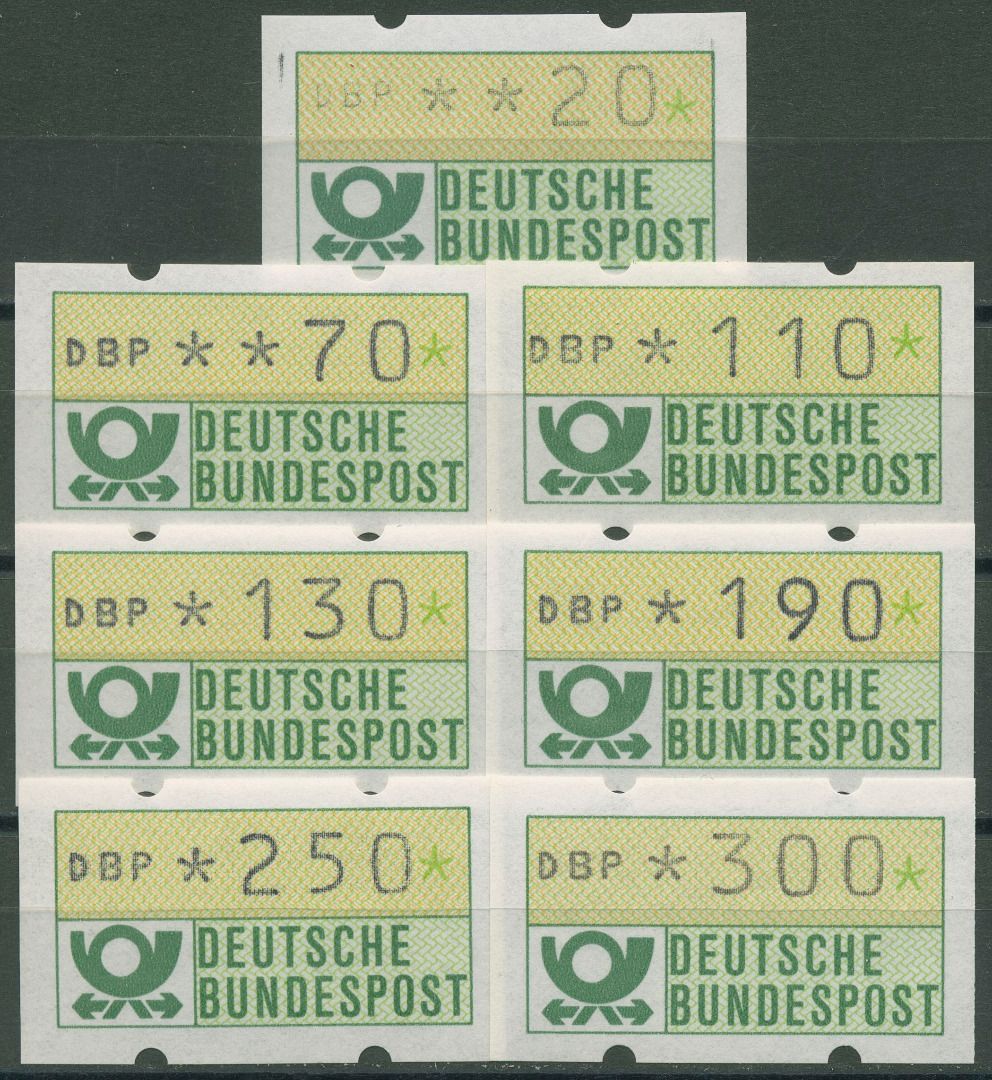 DBP **20*
DEUTSCHE
BUNDESPOST
DBP **70*
DEUTSCHE
BUNDESPOST
DBP *110*
DEUTSCHE
BUNDESPOST
DBP *130*
DEUTSCHE
BUNDESPOST
DBP *190*
DEUTSCHE
BUNDESPOST
DBP *250*
DEUTSCHE
BUNDESPOST
DBP *300*
DEUTSCHE
BUNDESPOST